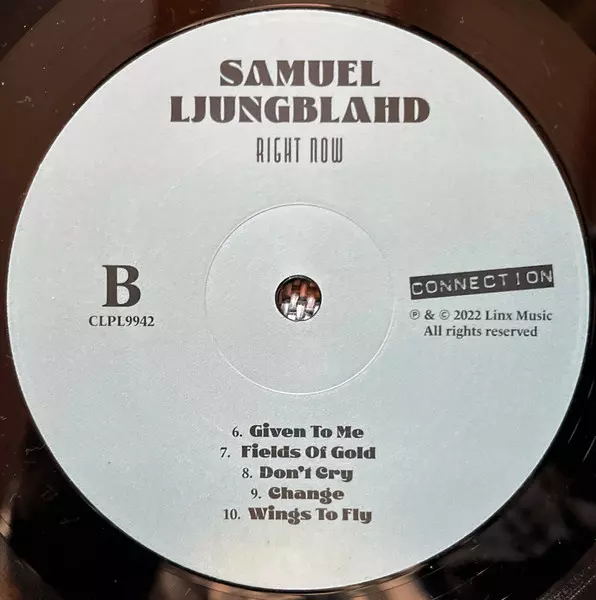 SAMUEL
LJUNGBLAHD
RIGHT NOW
B
CLPL9942
CONNECTION
℗ & © 2022 Linx Music
All rights reserved
6. Given To Me
7. Fields Of Gold
8. Don't Cry
9. Change
10. Wings To Fly